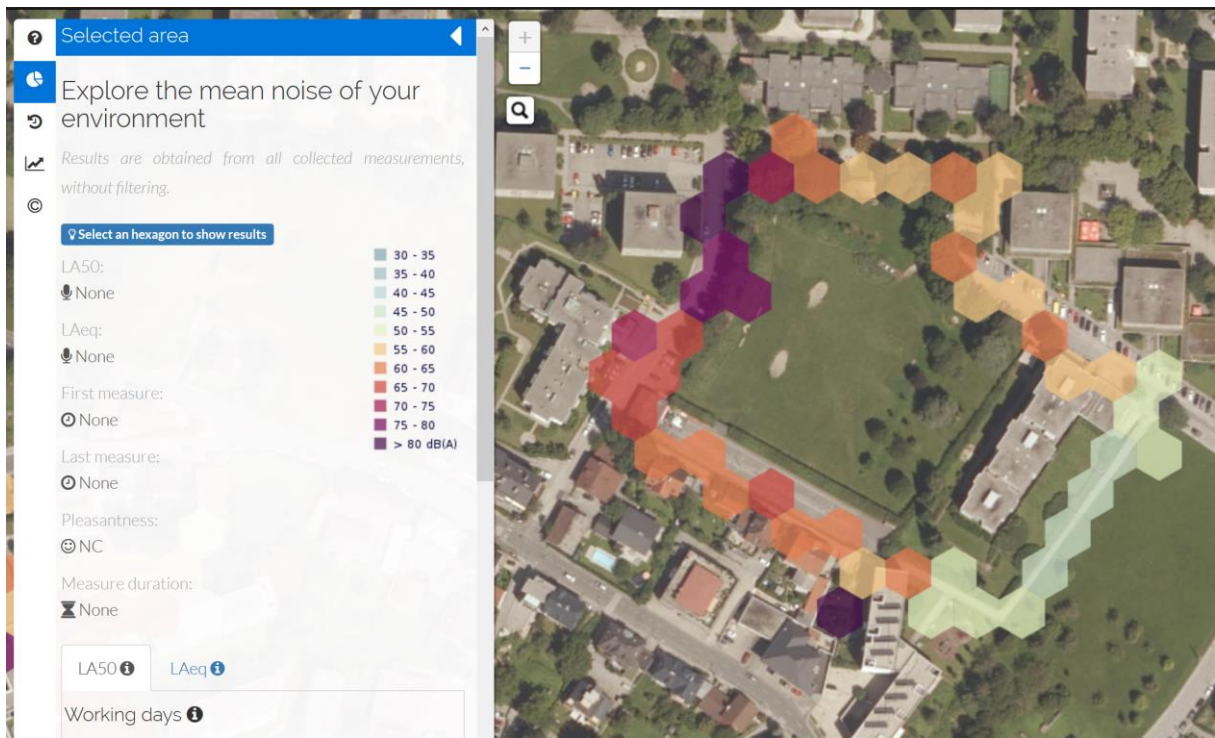 Selected area
Explore the mean noise of your
environment
Results are obtained from all collected measurements,
without filtering.
Select an hexagon to show results
LA50:
None
LAeq:
None
First measure:
None
Last measure:
None
Pleasantness:
NC
Measure duration:
None
30 - 35
35 - 40
40 - 45
45 - 50
50 - 55
55 - 60
60 - 65
65 - 70
70 - 75
75 - 80
> 80 dB(A)
LA50 LAeq
Working days